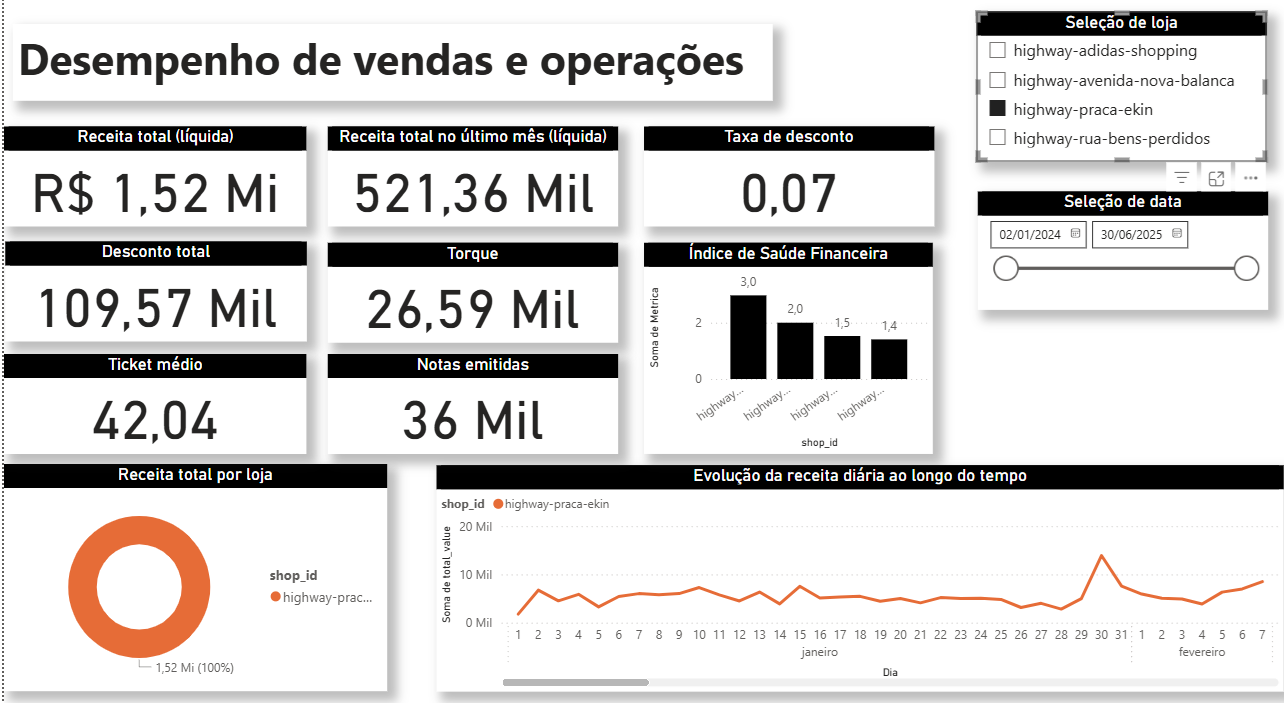 Desempenho de vendas e operações
Seleção de loja
highway-adidas-shopping
highway-avenida-nova-balanca
highway-praca-ekin
highway-rua-bens-perdidos
Seleção de data
02/01/2024
30/06/2025
Receita total (líquida)
R$ 1,52 Mi
Receita total no último mês (líquida)
521,36 Mil
Taxa de desconto
0,07
Desconto total
109,57 Mil
Torque
26,59 Mil
Índice de Saúde Financeira
Soma de Metrica
2
0
3,0
2,0
1,5
1,4
highway...
highway...
highway...
highway...
shop_id
Ticket médio
42,04
Notas emitidas
36 Mil
Receita total por loja
shop_id
highway-prac...
1,52 Mi (100%)
Evolução da receita diária ao longo do tempo
shop_id highway-praca-ekin
Soma de total_value
20 Mil
10 Mil
0 Mil
1 2 3 4 5 6 7 8 9 10 11 12 13 14 15 16 17 18 19 20 21 22 23 24 25 26 27 28 29 30 31 1 2 3 4 5 6 7
janeiro fevereiro
Dia